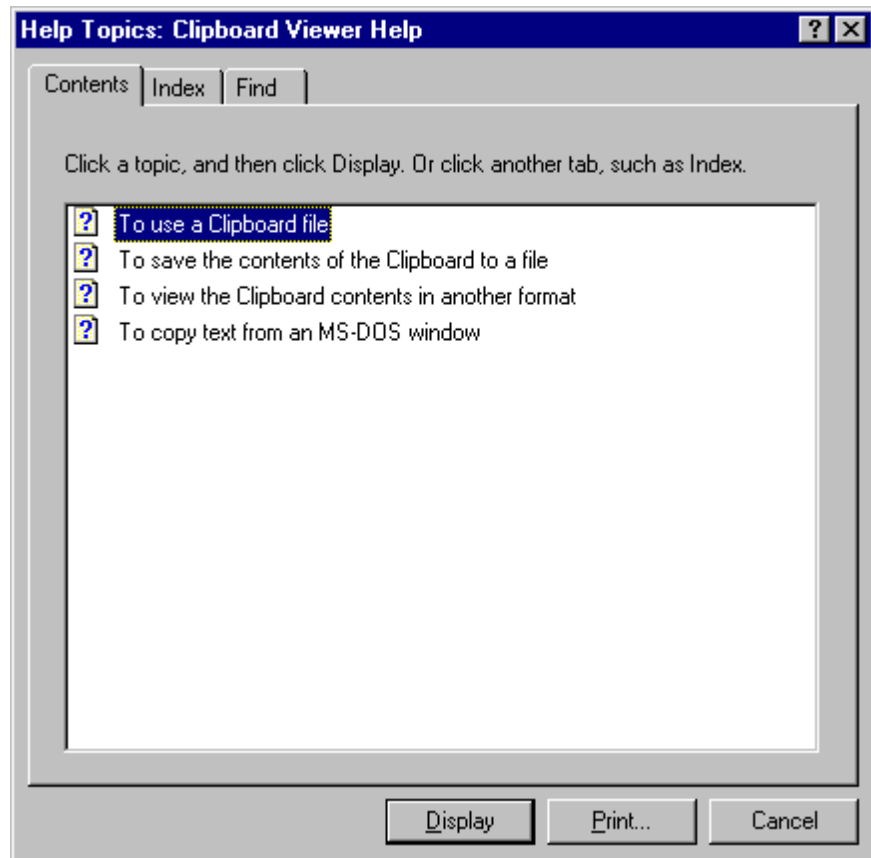 Help Topics: Clipboard Viewer Help
Contents Index Find
Click a topic, and then click Display. Or click another tab, such as Index.
To use a Clipboard file
To save the contents of the Clipboard to a file
To view the Clipboard contents in another format
To copy text from an MS-DOS window
Display Print... Cancel